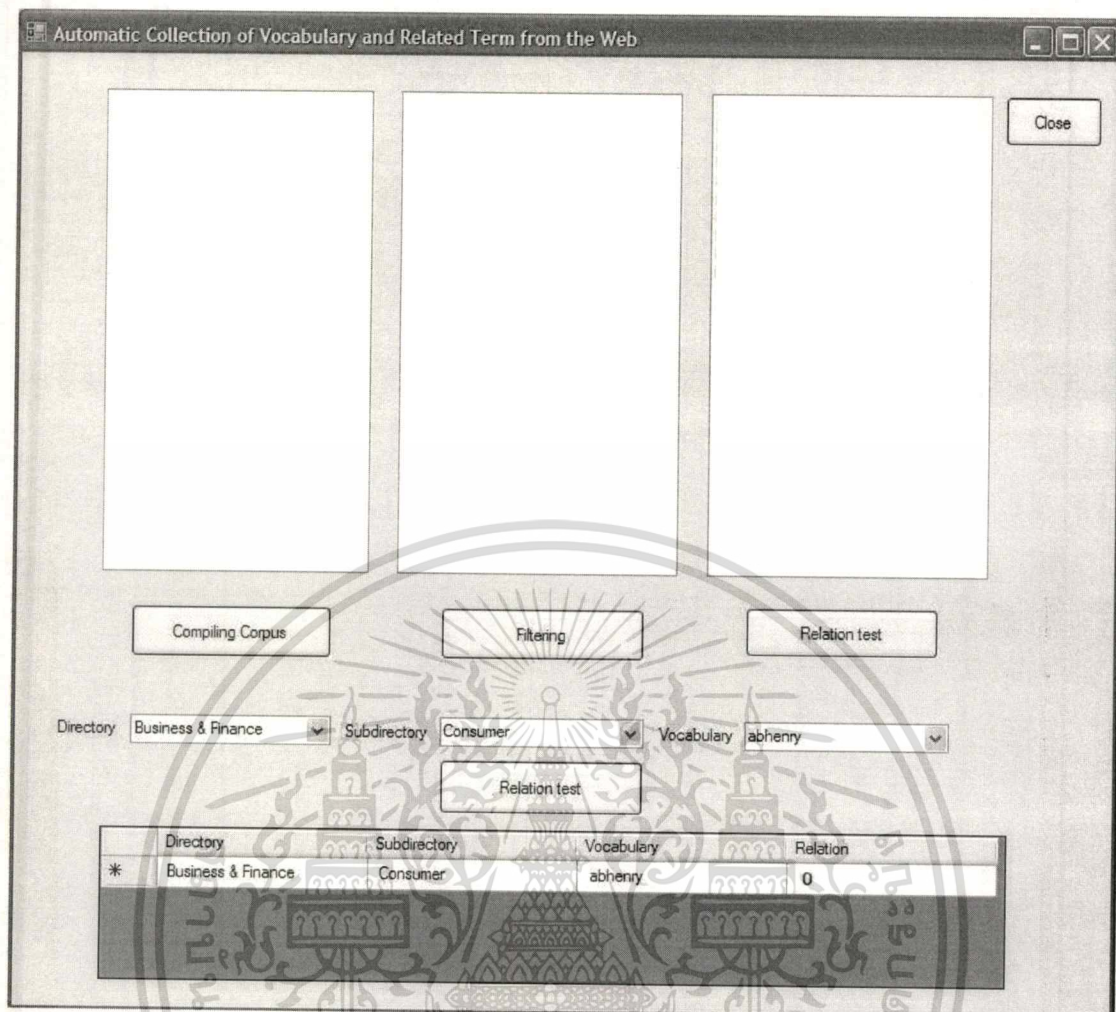 Automatic Collection of Vocabulary and Related Term from the Web
Close
Compiling Corpus Filtering Relation test
Directory Business & Finance Subdirectory Consumer Vocabulary abhenry
Relation test
Directory Subdirectory Vocabulary Relation
* Business & Finance Consumer abhenry 0